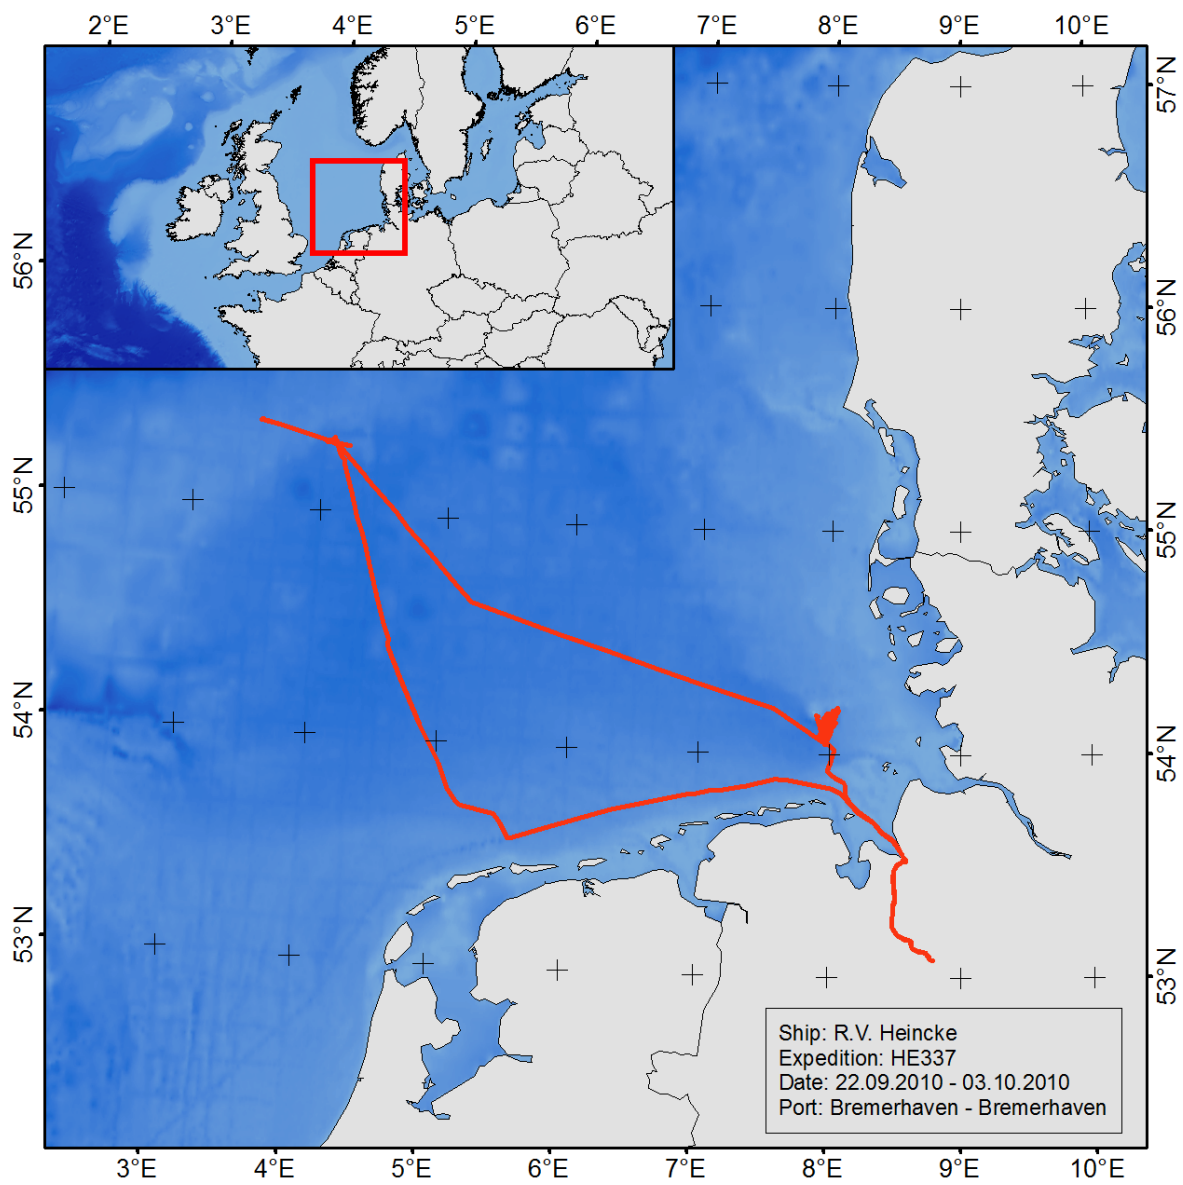 2°E 3°E 4°E 5°E 6°E 7°E 8°E 9°E 10°E
57°N
56°N
56°N
55°N
55°N
54°N
54°N
53°N
53°N
Ship: R.V. Heincke
Expedition: HE337
Date: 22.09.2010 - 03.10.2010
Port: Bremerhaven - Bremerhaven
3°E 4°E 5°E 6°E 7°E 8°E 9°E 10°E